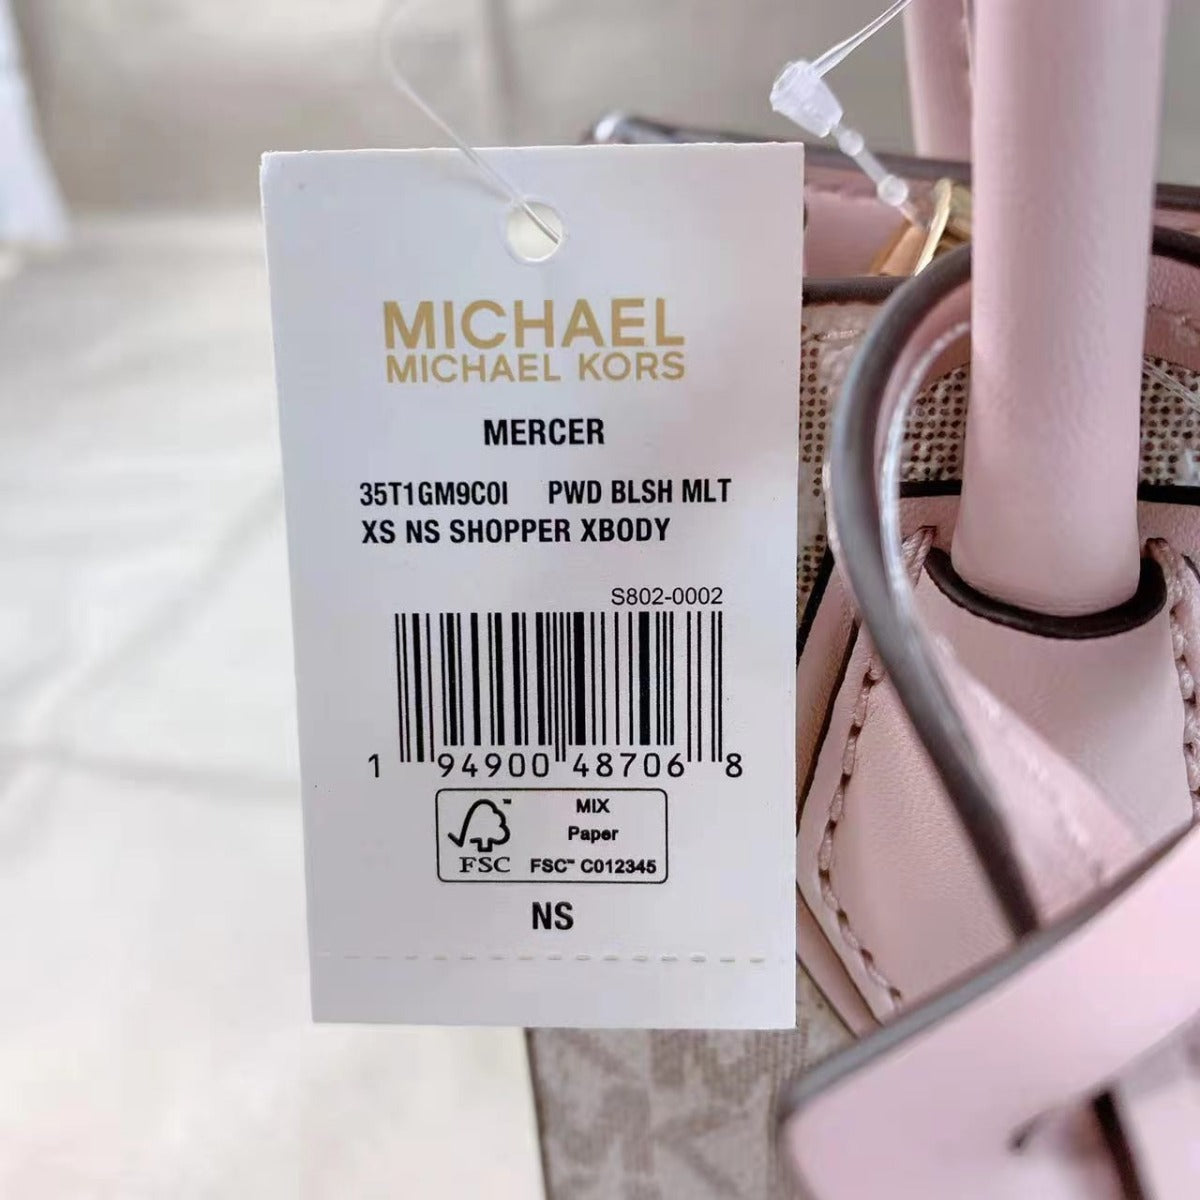 MICHAEL
MICHAEL KORS
MERCER
35T1GM9C0I PWD BLSH MLT
XS NS SHOPPER XBODY
S802-0002
1 94900 48706 8
FSC™ MIX
Paper
FSC™ C012345
NS